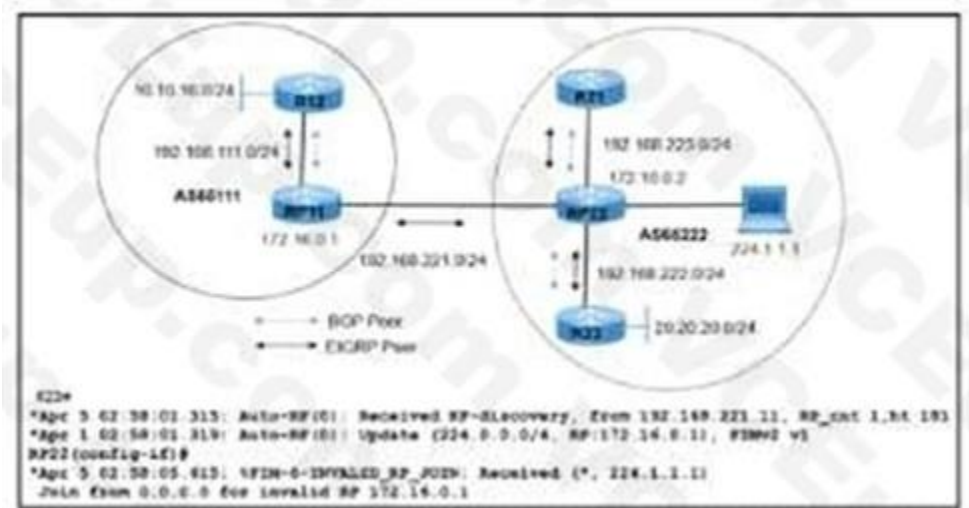 10.10.10.0/24
R12
R21
192.168.111.0/24
192.168.223.0/24
172.16.0.2
AS65111
RP11
RP22
AS65222
172.16.0.1
224.1.1.1
192.168.221.0/24
192.168.222.0/24
BGP Peer
20.20.20.0/24
EIGRP Peer
*Apr 5 02:58:01.315: Auto-RP(0): Received RP-discovery, from 192.168.221.11, RP_cnt 1,ht 181
*Apr 1 02:58:01.319: Auto-RP(0): Update (224.0.0.0/4, RP:172.16.0.1), PIMv2 v1
RP22(config-if)#
*Apr 5 02:58:05.615: %PIM-6-INVALID_RP_JOIN: Received (*, 224.1.1.1)
Join from 0.0.0.0 for invalid RP 172.16.0.1